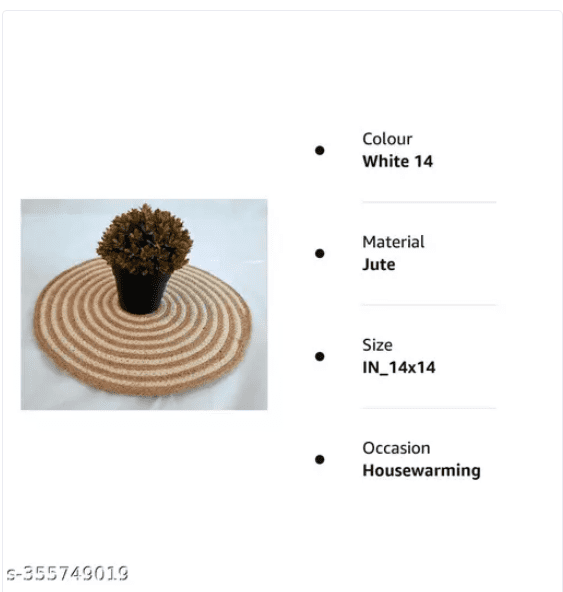 Colour
White 14
Material
Jute
Size
IN_14x14
Occasion
Housewarming
s-355749019